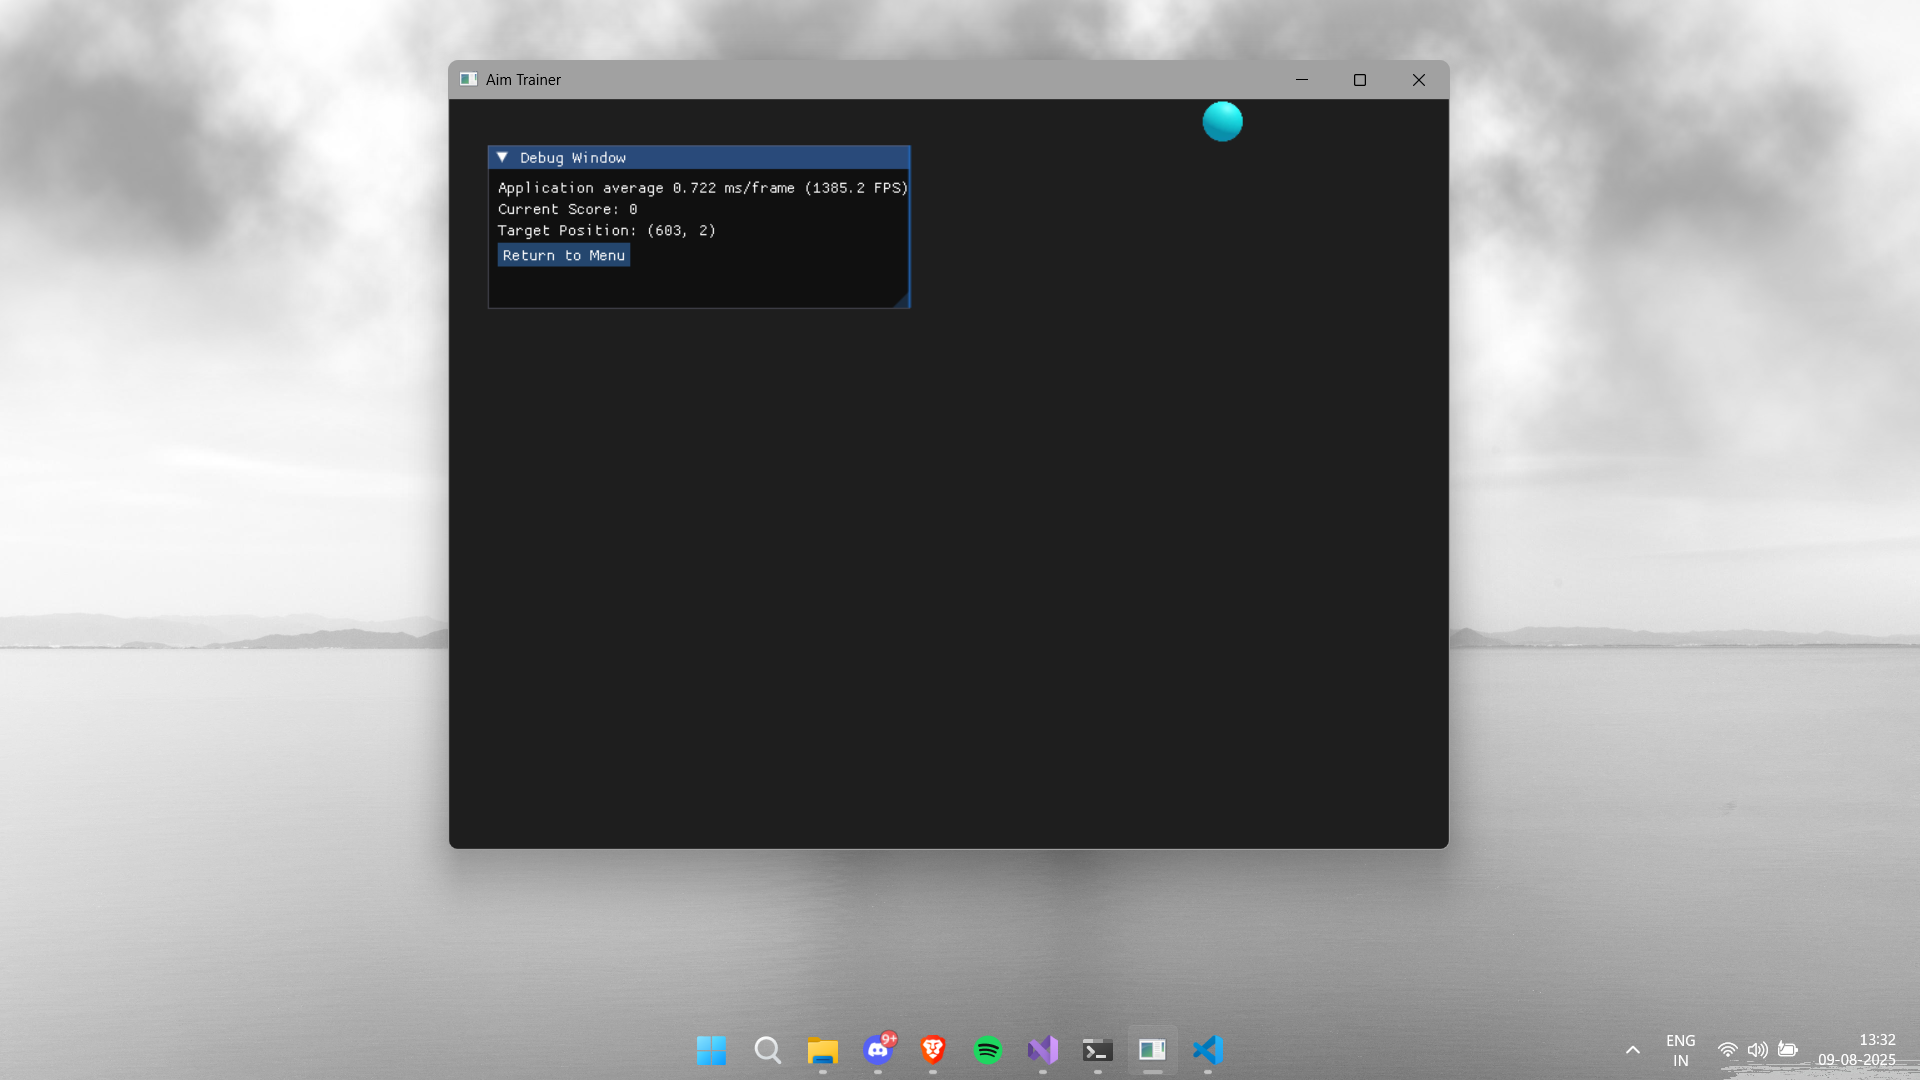 Aim Trainer
Debug Window
Application average 0.722 ms/frame (1385.2 FPS)
Current Score: 0
Target Position: (603, 2)
Return to Menu
9+
ENG
IN
13:32
09-08-2025